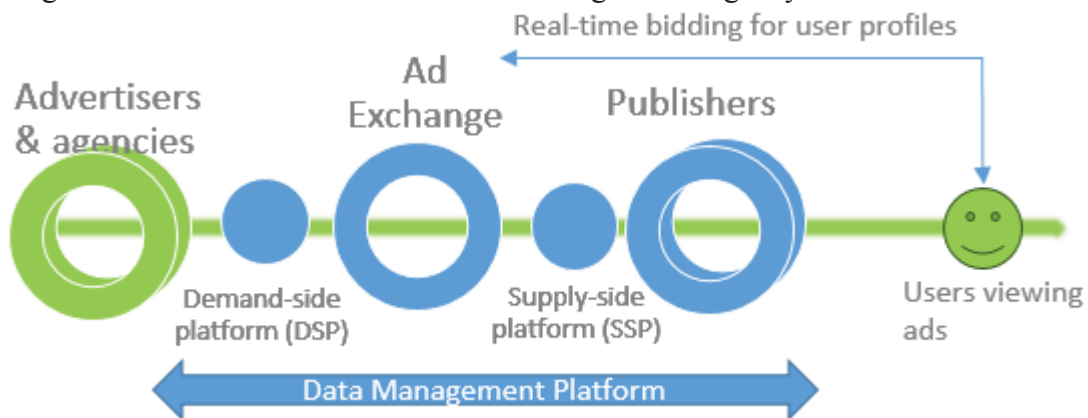 Real-time bidding for user profiles
Advertisers
& agencies
Ad
Exchange
Publishers
Demand-side
platform (DSP)
Supply-side
platform (SSP)
Users viewing
ads
Data Management Platform